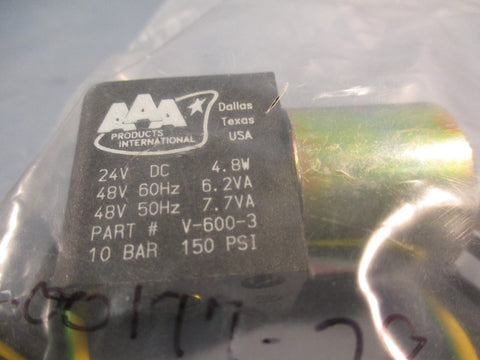 AAA
PRODUCTS
INTERNATIONAL
Dallas
Texas
USA
24V DC 4.8W
48V 60Hz 6.2VA
48V 50Hz 7.7VA
PART # V-600-3
10 BAR 150 PSI